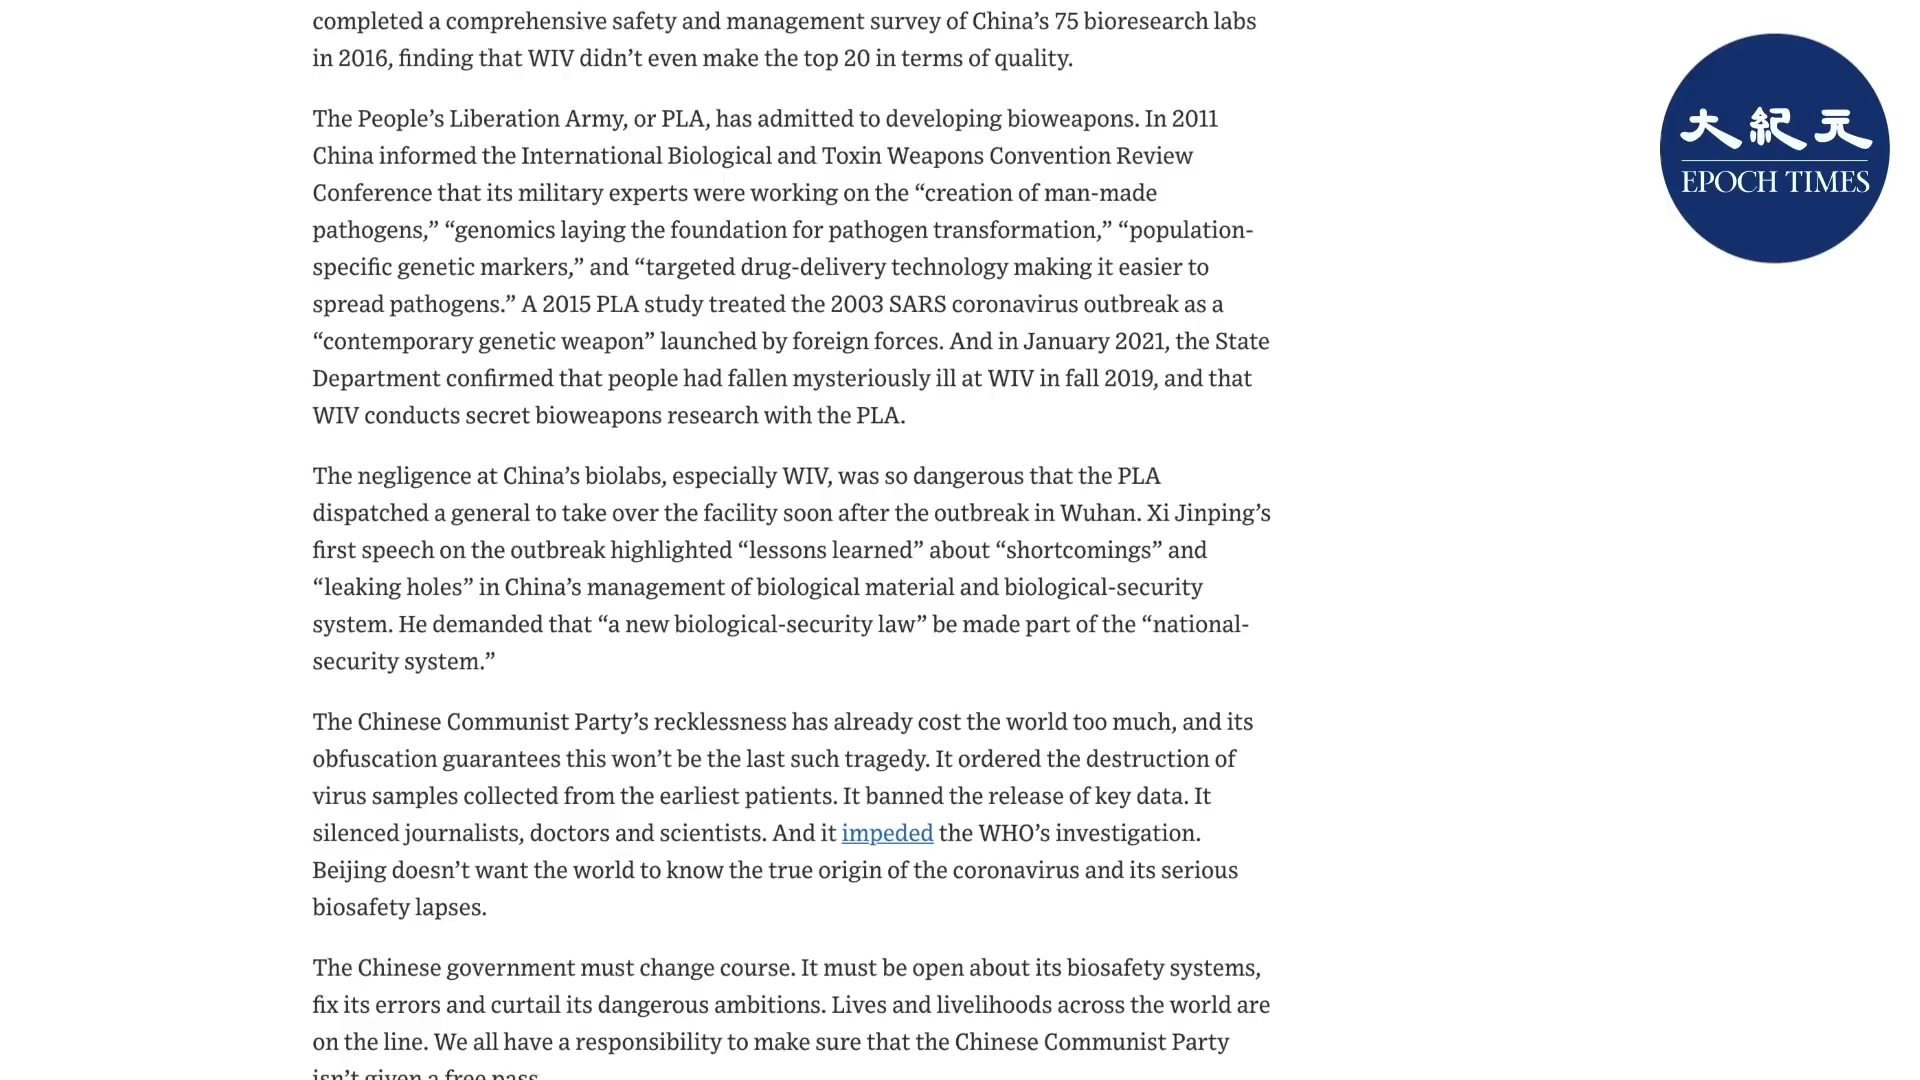 completed a comprehensive safety and management survey of China’s 75 bioresearch labs
in 2016, finding that WIV didn’t even make the top 20 in terms of quality.
The People’s Liberation Army, or PLA, has admitted to developing bioweapons. In 2011
China informed the International Biological and Toxin Weapons Convention Review
Conference that its military experts were working on the “creation of man-made
pathogens,” “genomics laying the foundation for pathogen transformation,” “population-
specific genetic markers,” and “targeted drug-delivery technology making it easier to
spread pathogens.” A 2015 PLA study treated the 2003 SARS coronavirus outbreak as a
“contemporary genetic weapon” launched by foreign forces. And in January 2021, the State
Department confirmed that people had fallen mysteriously ill at WIV in fall 2019, and that
WIV conducts secret bioweapons research with the PLA.
The negligence at China’s biolabs, especially WIV, was so dangerous that the PLA
dispatched a general to take over the facility soon after the outbreak in Wuhan. Xi Jinping’s
first speech on the outbreak highlighted “lessons learned” about “shortcomings” and
“leaking holes” in China’s management of biological material and biological-security
system. He demanded that “a new biological-security law” be made part of the “national-
security system.”
The Chinese Communist Party’s recklessness has already cost the world too much, and its
obfuscation guarantees this won’t be the last such tragedy. It ordered the destruction of
virus samples collected from the earliest patients. It banned the release of key data. It
silenced journalists, doctors and scientists. And it impeded the WHO’s investigation.
Beijing doesn’t want the world to know the true origin of the coronavirus and its serious
biosafety lapses.
The Chinese government must change course. It must be open about its biosafety systems,
fix its errors and curtail its dangerous ambitions. Lives and livelihoods across the world are
on the line. We all have a responsibility to make sure that the Chinese Communist Party
isn’t given a free pass
大紀元
EPOCH TIMES